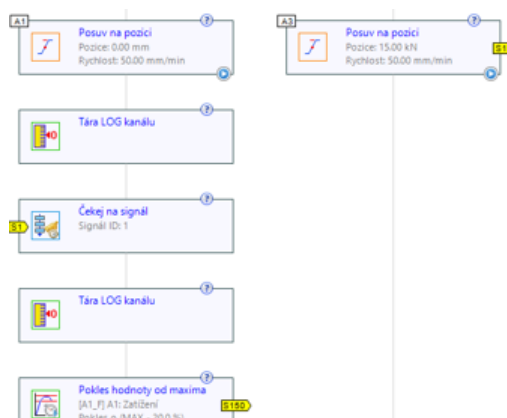 A1
?
Posuv na pozici
Pozice: 0.00 mm
Rychlost: 50.00 mm/min
?
Tára LOG kanálu
?
S1
Čekej na signál
Signál ID: 1
?
Tára LOG kanálu
?
Pokles hodnoty od maxima
[A1_F] A1: Zatížení
S150
A3
?
Posuv na pozici
Pozice: 15.00 kN
Rychlost: 50.00 mm/min